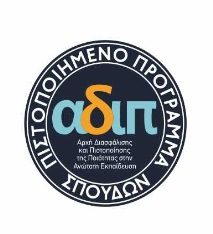 ΠΙΣΤΟΠΟΙΗΜΕΝΟ ΠΡΟΓΡΑΜΜΑ
αδιπ
Αρχή Διασφάλισης
και Πιστοποίησης
της Ποιότητας στην
Ανώτατη Εκπαίδευση
ΣΠΟΥΔΩΝ